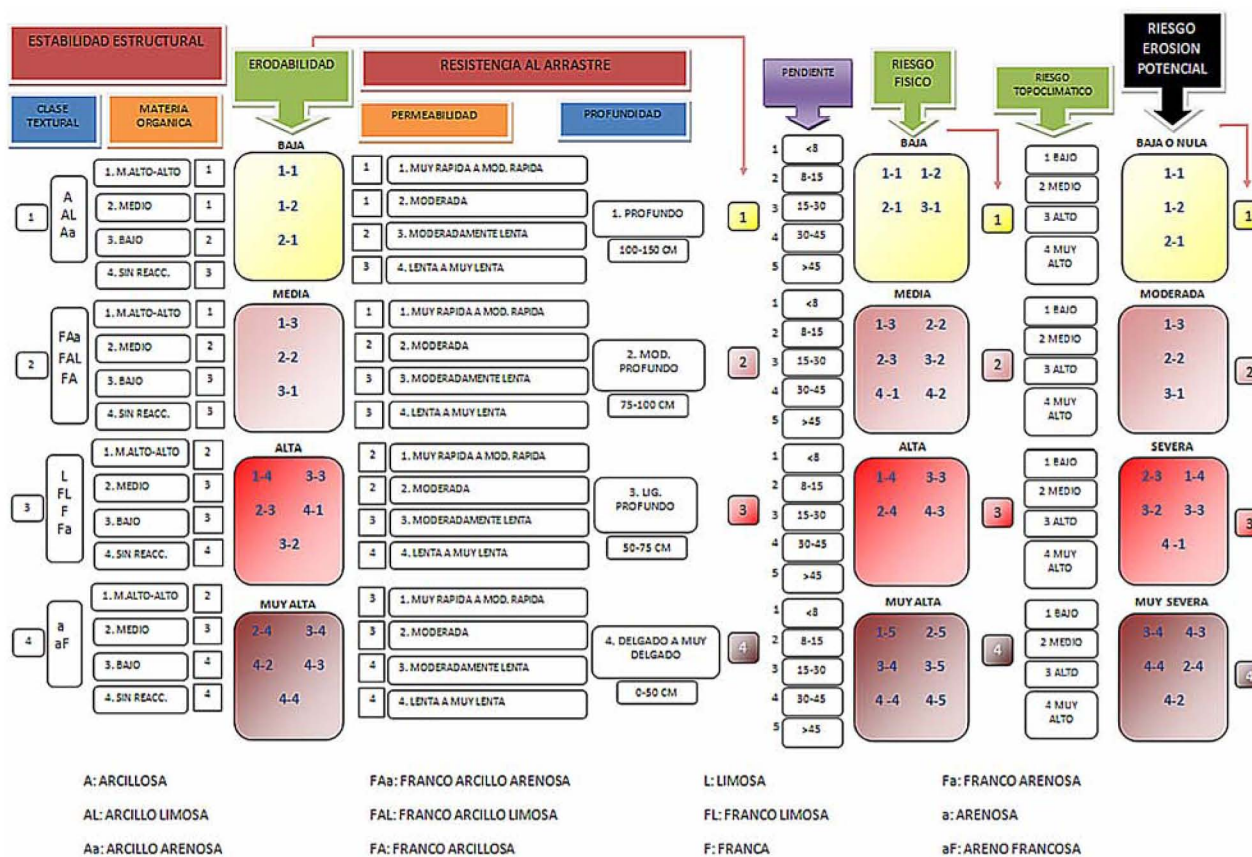 ESTABILIDAD ESTRUCTURAL
ERODABILIDAD
RESISTENCIA AL ARRASTRE
PENDIENTE
RIESGO
FISICO
RIESGO
TOPOCLIMATICO
RIESGO
EROSION
POTENCIAL
CLASE
TEXTURAL
MATERIA
ORGANICA
PERMEABILIDAD
PROFUNDIDAD
1
A
AL
Aa
1. M.ALTO-ALTO 1
2. MEDIO 1
3. BAJO 2
4. SIN REACC. 3
BAJA
1-1
1-2
2-1
1 1. MUY RAPIDA A MOD. RAPIDA
1 2. MODERADA
2 3. MODERADAMENTE LENTA
3 4. LENTA A MUY LENTA
1. PROFUNDO
100-150 CM
1
1 <8
2 8-15
3 15-30
4 30-45
5 >45
BAJA
1-1 1-2
2-1 3-1
1
1 BAJO
2 MEDIO
3 ALTO
4 MUY
ALTO
BAJA O NULA
1-1
1-2
2-1
1
2
FAa
FAL
FA
1. M.ALTO-ALTO 1
2. MEDIO 2
3. BAJO 3
4. SIN REACC. 3
MEDIA
1-3
2-2
3-1
1 1. MUY RAPIDA A MOD. RAPIDA
2 2. MODERADA
3 3. MODERADAMENTE LENTA
3 4. LENTA A MUY LENTA
2. MOD.
PROFUNDO
75-100 CM
2
1 <8
2 8-15
3 15-30
4 30-45
5 >45
MEDIA
1-3 2-2
2-3 3-2
4 -1 4-2
2
1 BAJO
2 MEDIO
3 ALTO
4 MUY
ALTO
MODERADA
1-3
2-2
3-1
2
3
L
FL
F
Fa
1. M.ALTO-ALTO 2
2. MEDIO 3
3. BAJO 3
4. SIN REACC. 4
ALTA
1-4 3-3
2-3 4-1
3-2
2 1. MUY RAPIDA A MOD. RAPIDA
2 2. MODERADA
3 3. MODERADAMENTE LENTA
4 4. LENTA A MUY LENTA
3. LIG.
PROFUNDO
50-75 CM
3
1 <8
2 8-15
3 15-30
4 30-45
5 >45
ALTA
1-4 3-3
2-4 4-3
3
1 BAJO
2 MEDIO
3 ALTO
4 MUY
ALTO
SEVERA
2-3 1-4
3-2 3-3
4 -1
3
4
a
aF
1. M.ALTO-ALTO 2
2. MEDIO 3
3. BAJO 4
4. SIN REACC. 4
MUY ALTA
2-4 3-4
4-2 4-3
4-4
3 1. MUY RAPIDA A MOD. RAPIDA
3 2. MODERADA
4 3. MODERADAMENTE LENTA
4 4. LENTA A MUY LENTA
4. DELGADO A MUY
DELGADO
0-50 CM
4
1 <8
2 8-15
3 15-30
4 30-45
5 >45
MUY ALTA
1-5 2-5
3-4 3-5
4 -4 4-5
4
1 BAJO
2 MEDIO
3 ALTO
4 MUY
ALTO
MUY SEVERA
3-4 4-3
4-4 2-4
4-2
4
A: ARCILLOSA FAa: FRANCO ARCILLO ARENOSA L: LIMOSA Fa: FRANCO ARENOSA
AL: ARCILLO LIMOSA FAL: FRANCO ARCILLO LIMOSA FL: FRANCO LIMOSA a: ARENOSA
Aa: ARCILLO ARENOSA FA: FRANCO ARCILLOSA F: FRANCA aF: ARENO FRANCOSA